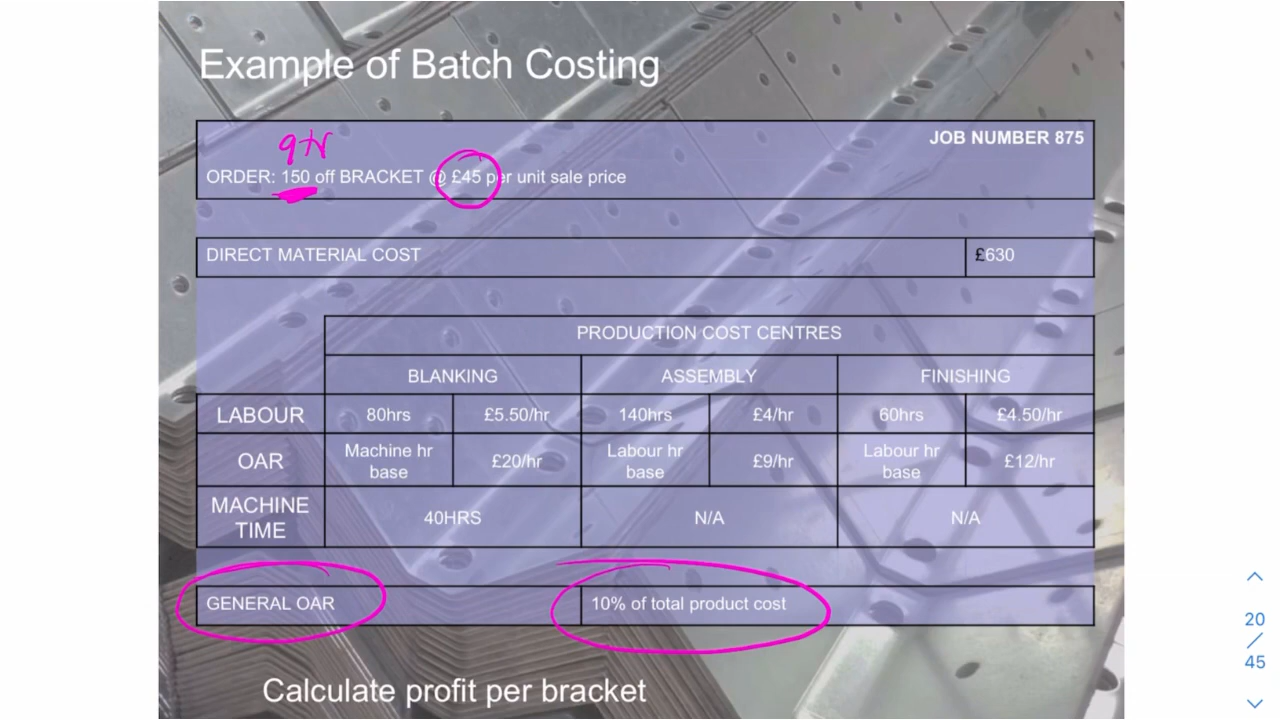 Example of Batch Costing
JOB NUMBER 875
qty
ORDER: 150 off BRACKET @ £45 per unit sale price
DIRECT MATERIAL COST £630
PRODUCTION COST CENTRES
BLANKING ASSEMBLY FINISHING
LABOUR 80hrs £5.50/hr 140hrs £4/hr 60hrs £4.50/hr
OAR Machine hr base £20/hr Labour hr base £9/hr Labour hr base £12/hr
MACHINE TIME 40HRS N/A N/A
GENERAL OAR 10% of total product cost
Calculate profit per bracket
20
/
45